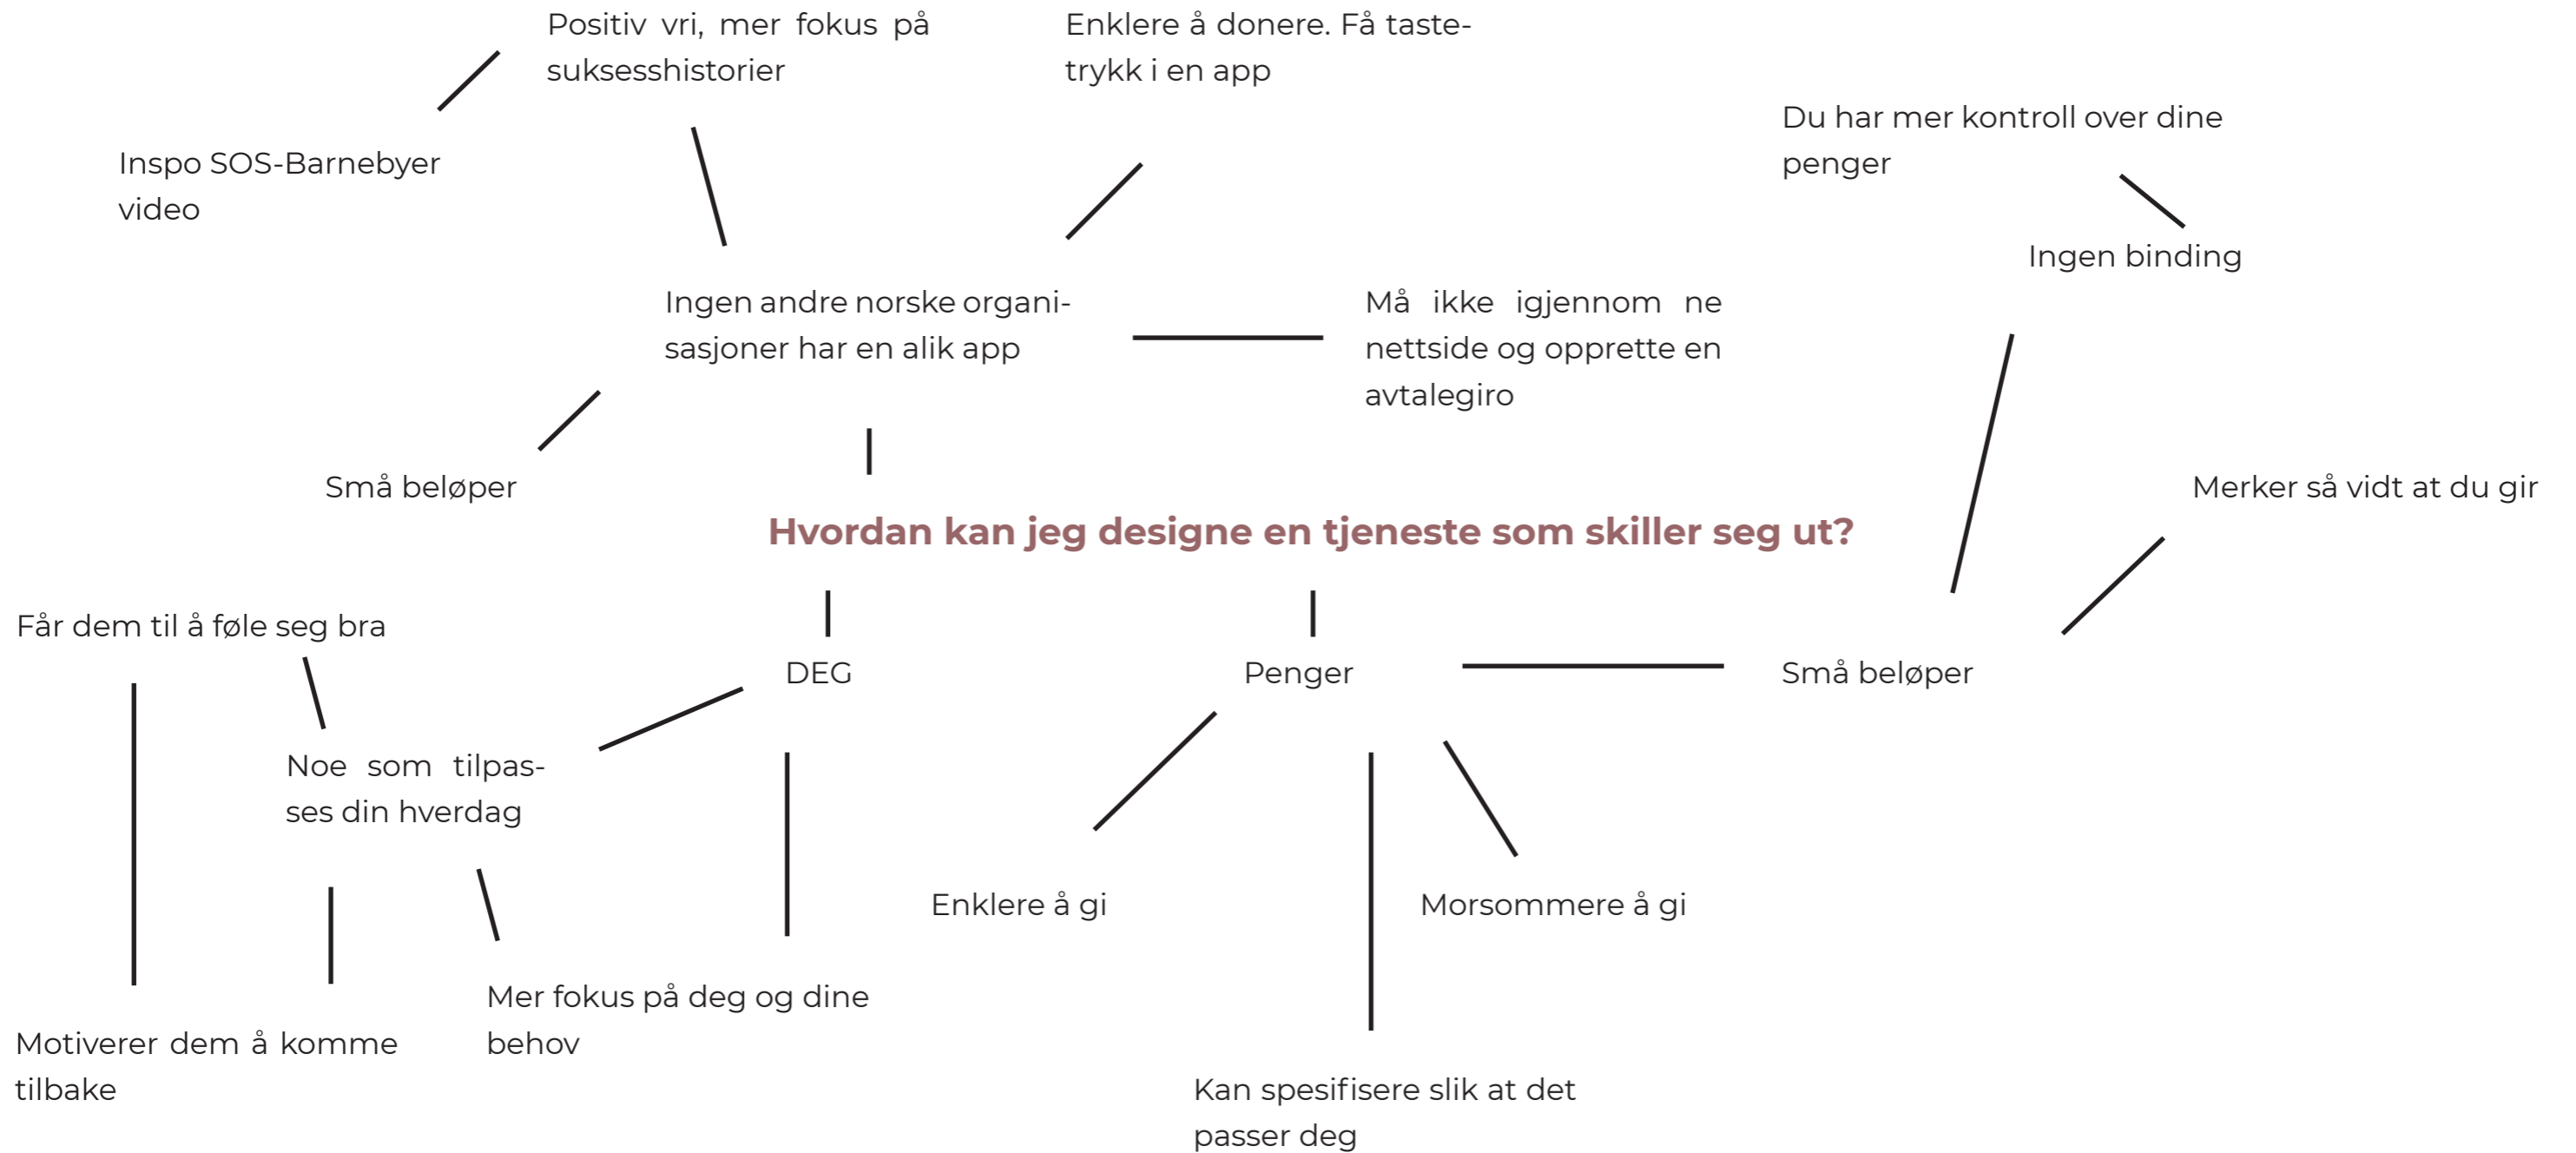 Positiv vri, mer fokus på
suksesshistorier
Enklere å donere. Få taste-
trykk i en app
Du har mer kontroll over dine
penger
Inspo SOS-Barnebyer
video
Ingen binding
Ingen andre norske organi-
sasjoner har en alik app
Må ikke igjennom ne
nettside og opprette en
avtalegiro
Små beløper
Merker så vidt at du gir
Hvordan kan jeg designe en tjeneste som skiller seg ut?
Får dem til å føle seg bra
DEG
Penger
Små beløper
Noe som tilpas-
ses din hverdag
Enklere å gi
Morsommere å gi
Mer fokus på deg og dine
behov
Motiverer dem å komme
tilbake
Kan spesifisere slik at det
passer deg